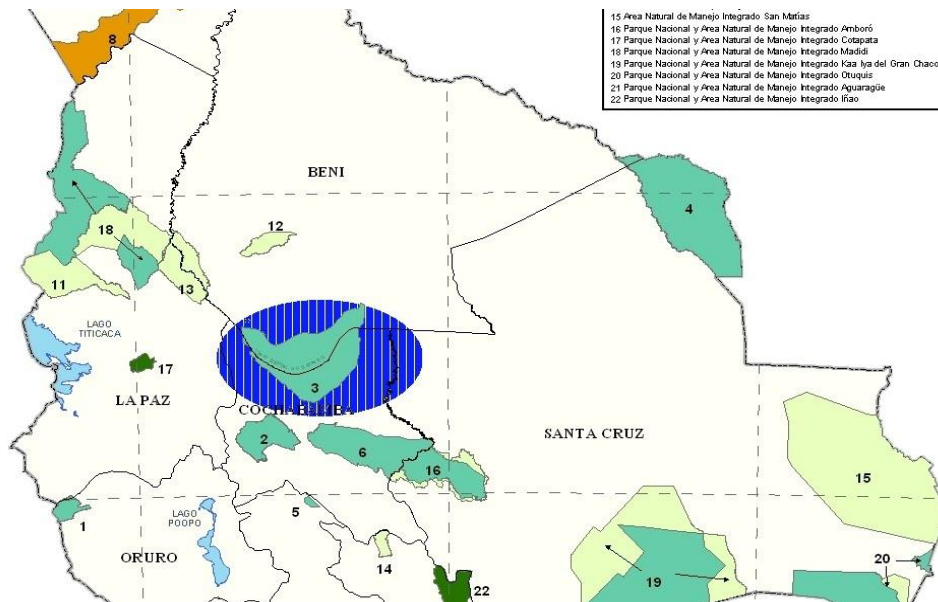 15 Area Natural de Manejo Integrado San Matías
16 Parque Nacional y Area Natural de Manejo Integrado Amboró
17 Parque Nacional y Area Natural de Manejo Integrado Cotapata
18 Parque Nacional y Area Natural de Manejo Integrado Madidi
19 Parque Nacional y Area Natural de Manejo Integrado Kaa Iya del Gran Chaco
20 Parque Nacional y Area Natural de Manejo Integrado Otuquis
21 Parque Nacional y Area Natural de Manejo Integrado Aguaragüe
22 Parque Nacional y Area Natural de Manejo Integrado Iñao
8
BENI
4
12
18
11
13
LAGO
TITICACA
17
3
LA PAZ
COCHABAMBA
2
SANTA CRUZ
6
16
15
1
LAGO
POOPO
5
ORURO
14
20
19
22